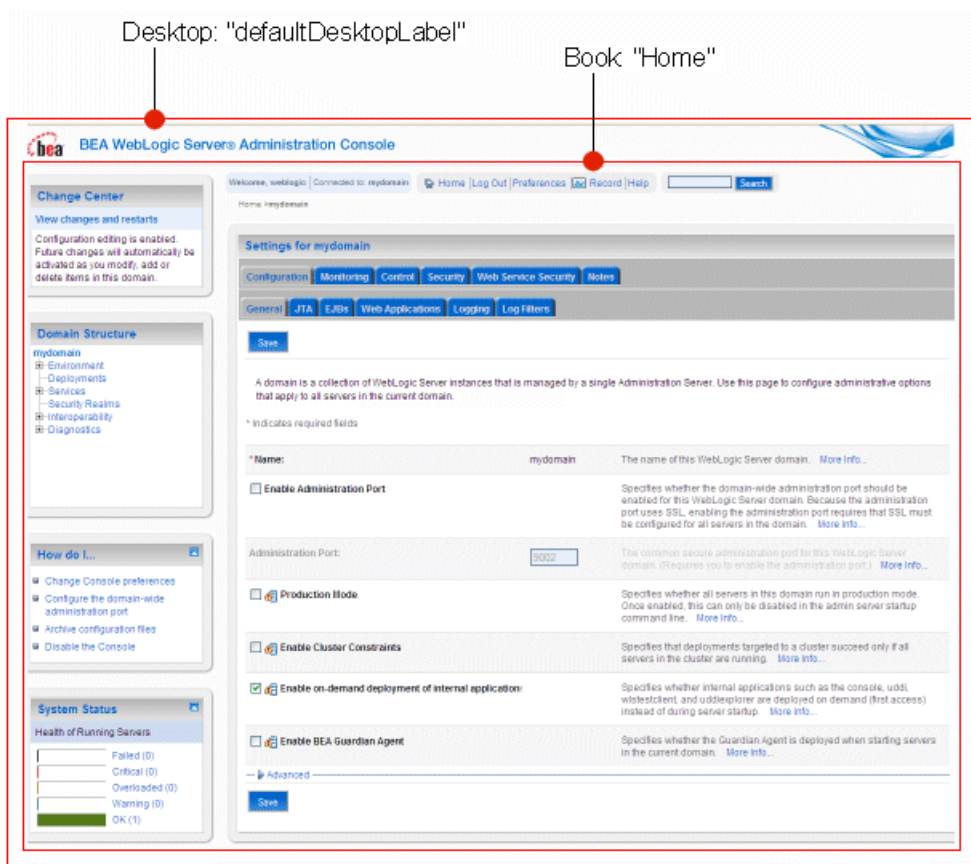 Desktop: "defaultDesktopLabel"
Book: "Home"
bea
BEA WebLogic Server® Administration Console
Change Center
View changes and restarts
Configuration editing is enabled.
Future changes will automatically be
activated as you modify, add or
delete items in this domain.
Domain Structure
mydomain
Environment
Deployments
Services
Security Realms
Interoperability
Diagnostics
How do I...
Change Console preferences
Configure the domain-wide
administration port
Archive configuration files
Disable the Console
System Status
Health of Running Servers
Failed (0)
Critical (0)
Overloaded (0)
Warning (0)
OK (1)
Welcome, weblogic | Connected to: mydomain Home | Log Out | Preferences Record | Help Search
Home > mydomain
Settings for mydomain
Configuration Monitoring Control Security Web Service Security Notes
General JTA EJBs Web Applications Logging Log Filters
Save
A domain is a collection of WebLogic Server instances that is managed by a single Administration Server. Use this page to configure administrative options
that apply to all servers in the current domain.
* Indicates required fields
*Name: mydomain The name of this WebLogic Server domain. More Info...
Enable Administration Port
Specifies whether the domain-wide administration port should be
enabled for this WebLogic Server domain. Because the administration
port uses SSL, enabling the administration port requires that SSL must
be configured for all servers in the domain. More Info...
Administration Port: 9002
The common secure administration port for this WebLogic Server
domain. (Requires you to enable the administration port.) More Info...
Production Mode
Specifies whether all servers in this domain run in production mode.
Once enabled, this can only be disabled in the admin server startup
command line. More Info...
Enable Cluster Constraints
Specifies that deployments targeted to a cluster succeed only if all
servers in the cluster are running. More Info...
Enable on-demand deployment of internal applications
Specifies whether internal applications such as the console, uddi,
wlstestclient, and uddiexplorer are deployed on demand (first access)
instead of during server startup. More Info...
Enable BEA Guardian Agent
Specifies whether the Guardian Agent is deployed when starting servers
in the current domain. More Info...
Advanced
Save